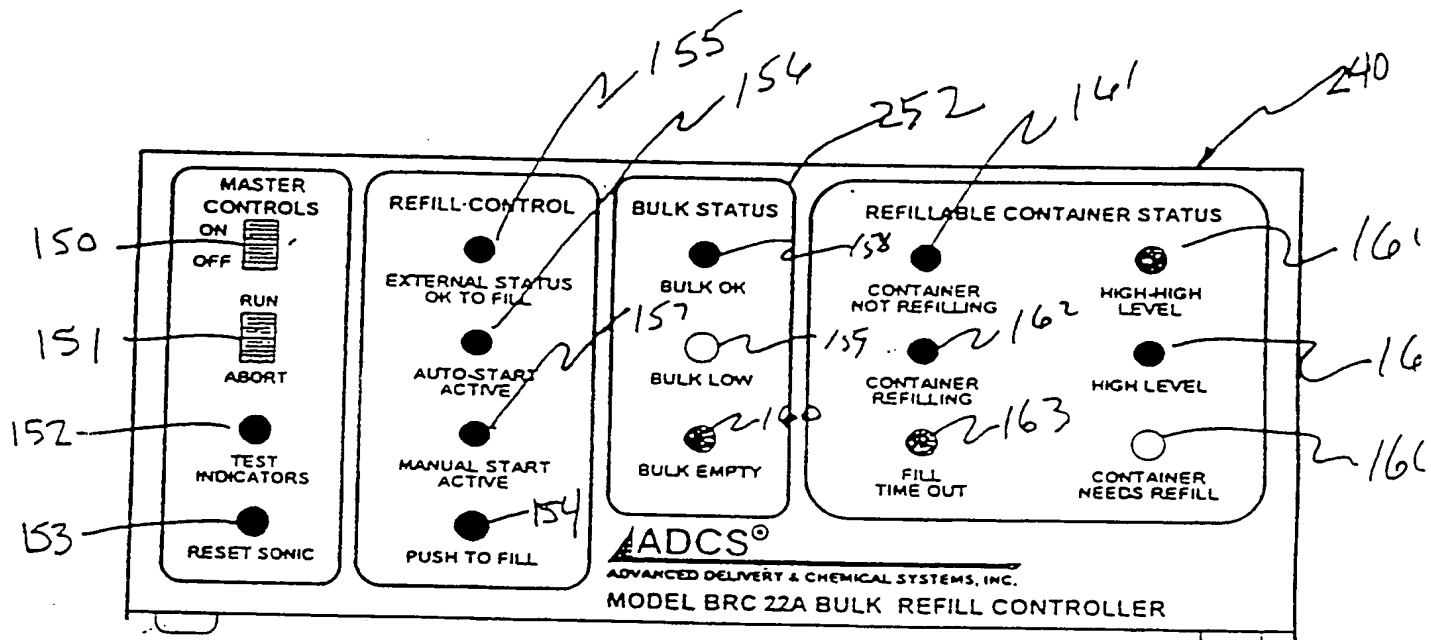 155
156
252
161
240
MASTER
CONTROLS
ON
OFF
RUN
ABORT
TEST
INDICATORS
RESET SONIC
150
151
152
153
REFILL-CONTROL
EXTERNAL STATUS
OK TO FILL
AUTO-START
ACTIVE
157
MANUAL START
ACTIVE
154
PUSH TO FILL
BULK STATUS
158
BULK OK
159
BULK LOW
160
BULK EMPTY
REFILLABLE CONTAINER STATUS
CONTAINER
NOT REFILLING
162
CONTAINER
REFILLING
163
FILL
TIME OUT
HIGH-HIGH
LEVEL
HIGH LEVEL
16
CONTAINER
NEEDS REFILL
ADCS®
ADVANCED DELIVERY & CHEMICAL SYSTEMS, INC.
MODEL BRC 22A BULK REFILL CONTROLLER